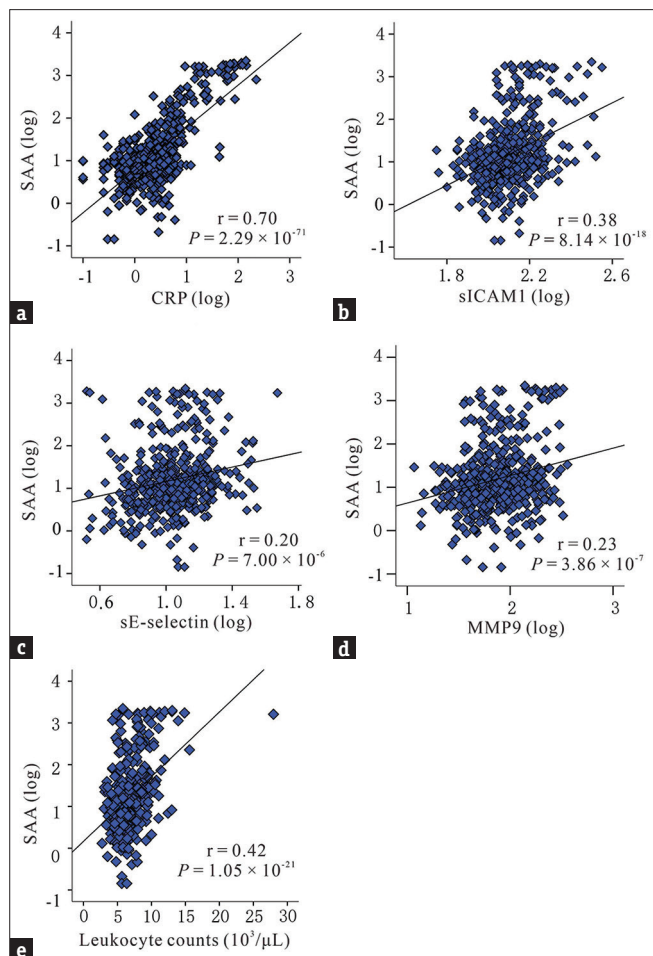 4
3
2
1
0
-1
SAA (log)
r = 0.70
P = 2.29 × 10-71
-1 0 1 2 3
CRP (log)
a
4
3
2
1
0
-1
SAA (log)
r = 0.38
P = 8.14 × 10-18
1.8 2.2 2.6
sICAM1 (log)
b
4
3
2
1
0
-1
SAA (log)
r = 0.20
P = 7.00 × 10-6
0.6 1.0 1.4 1.8
sE-selectin (log)
c
4
3
2
1
0
-1
SAA (log)
r = 0.23
P = 3.86 × 10-7
1 2 3
MMP9 (log)
d
4
3
2
1
0
-1
SAA (log)
r = 0.42
P = 1.05 × 10-21
0 5 10 15 20 25 30
Leukocyte counts (103/μL)
e